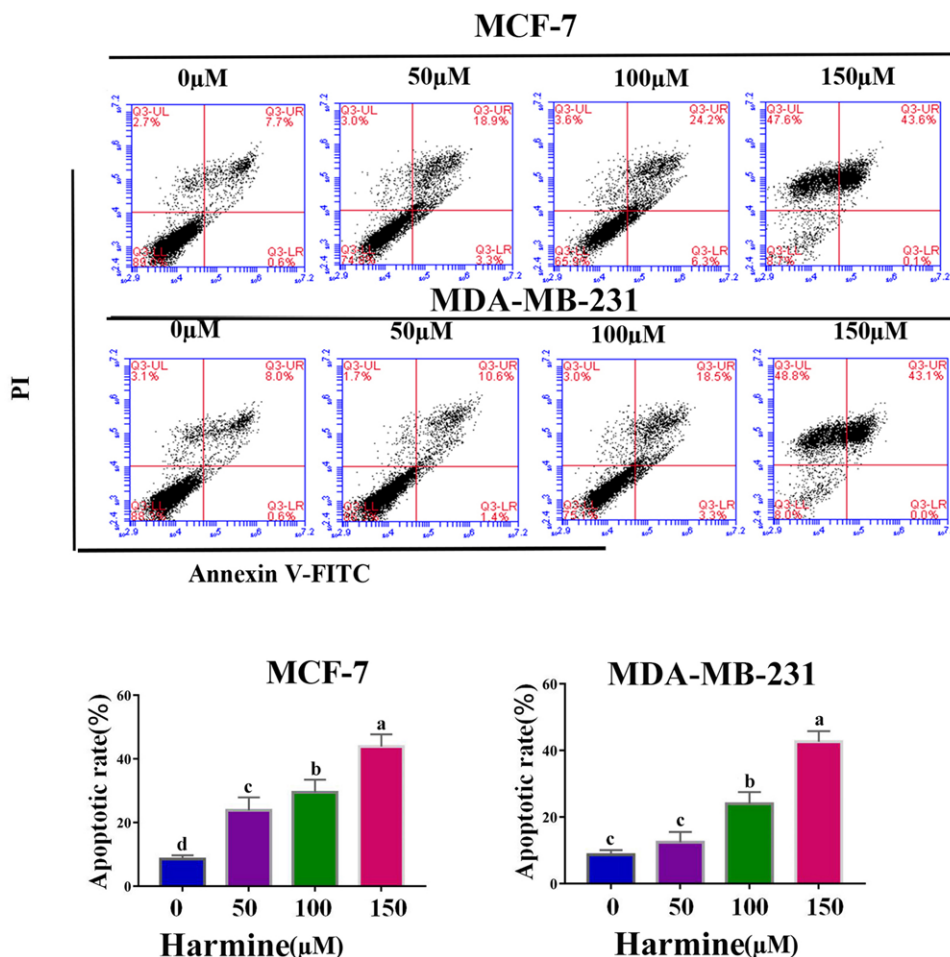 MCF-7
0μM 50μM 100μM 150μM
Q3-UL Q3-UR Q3-UL Q3-UR Q3-UL Q3-UR Q3-UL Q3-UR
2.7% 7.7% 3.0% 18.9% 3.6% 24.2% 47.6% 43.6%
Q3-LR Q3-LR Q3-LR Q3-LR
0.6% 3.3% 6.3% 0.1%
MDA-MB-231
0μM 50μM 100μM 150μM
Q3-UL Q3-UR Q3-UL Q3-UR Q3-UL Q3-UR Q3-UL Q3-UR
3.1% 8.0% 1.7% 10.6% 3.0% 18.5% 48.8% 43.1%
Q3-LR Q3-LR Q3-LR Q3-LR
0.6% 1.4% 3.3% 8.0% 0.0%
PI
Annexin V-FITC
MCF-7
Apoptotic rate(%)
60
40
20
0
d c b a
0 50 100 150
Harmine(μM)
MDA-MB-231
Apoptotic rate(%)
60
40
20
0
c c b a
0 50 100 150
Harmine(μM)